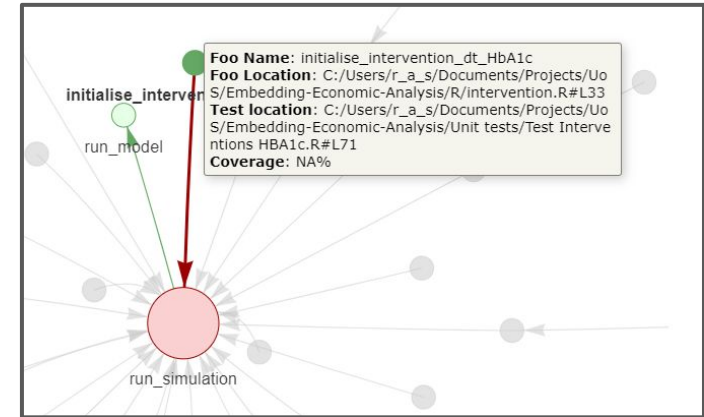 Foo Name: initialise_intervention_dt_HbA1c
Foo Location: C:/Users/r_a_s/Documents/Projects/Uo
S/Embedding-Economic-Analysis/R/intervention.R#L33
Test location: C:/Users/r_a_s/Documents/Projects/Uo
S/Embedding-Economic-Analysis/Unit tests/Test Interve
ntions HBA1c.R#L71
Coverage: NA%
initialise_interven
run_model
run_simulation